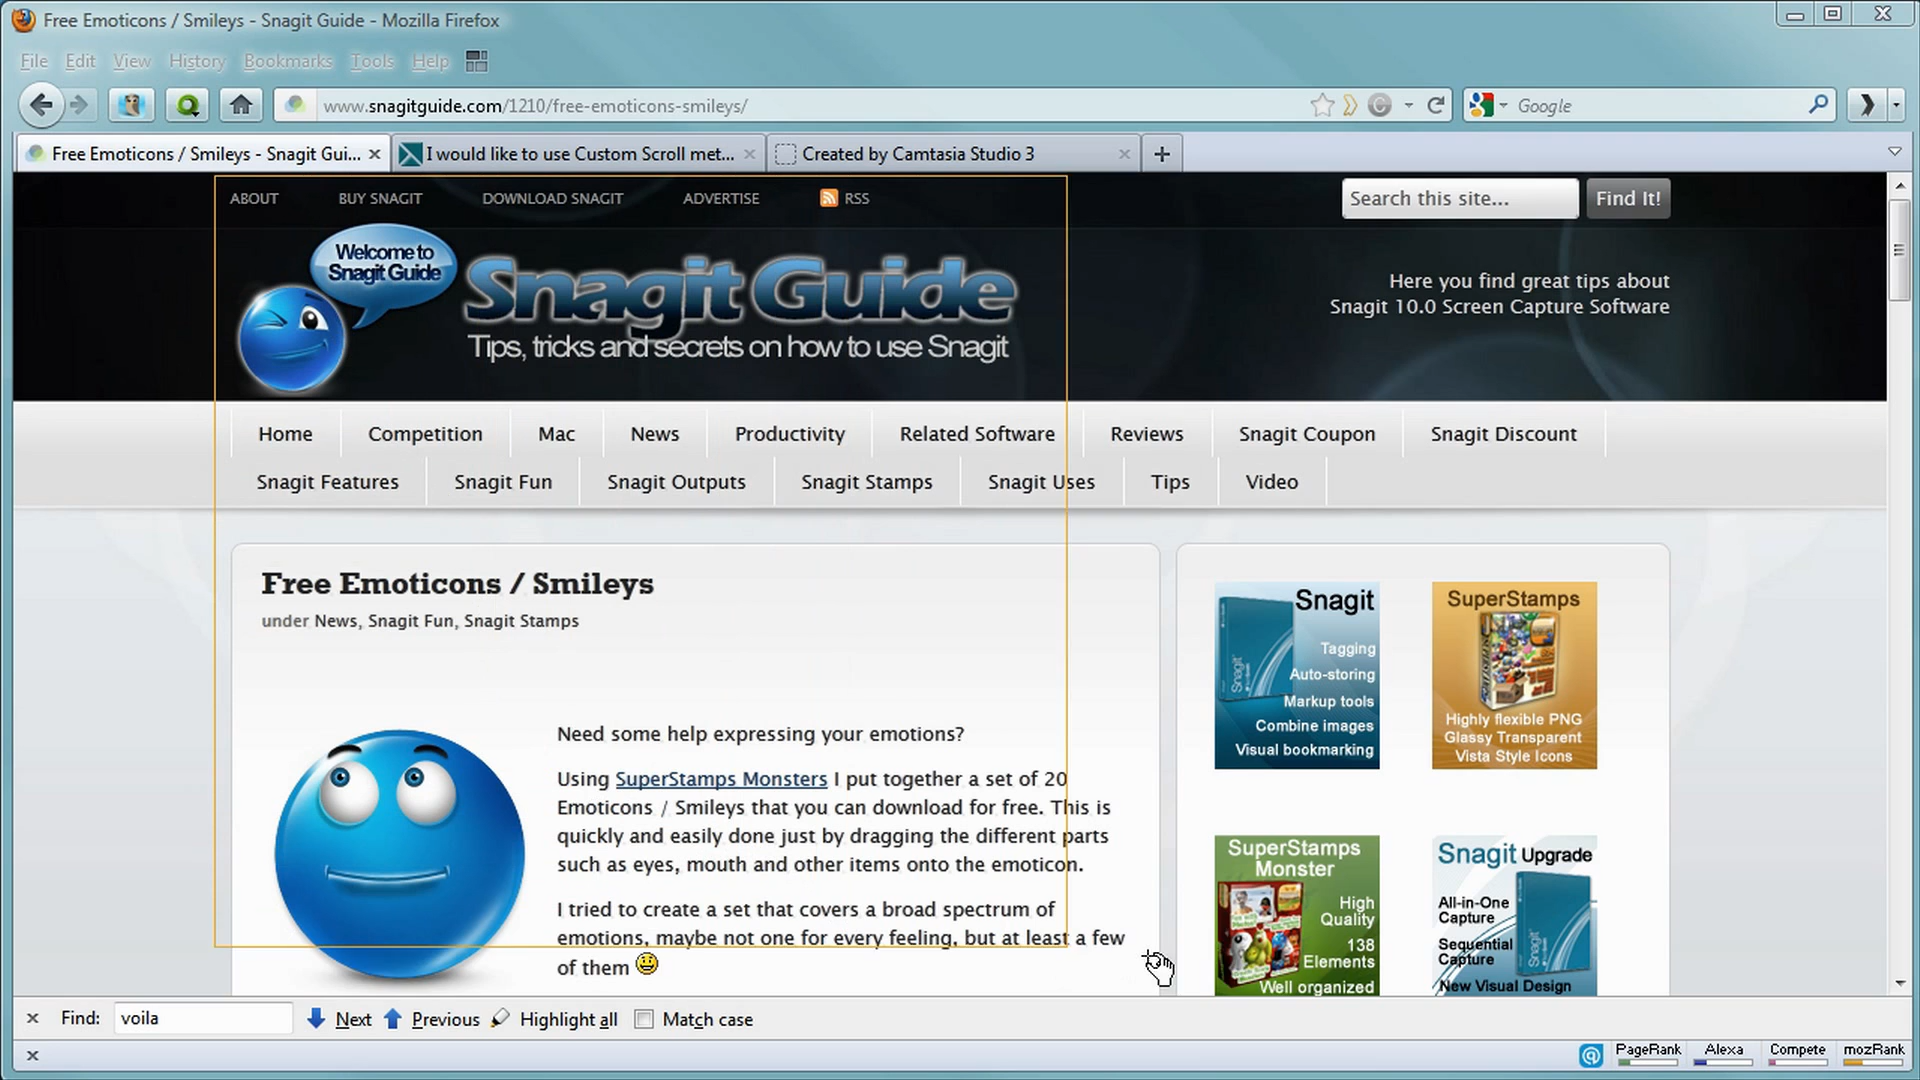 Free Emoticons / Smileys - Snagit Guide - Mozilla Firefox
File Edit View History Bookmarks Tools Help
www.snagitguide.com/1210/free-emoticons-smileys/
Google
Free Emoticons / Smileys - Snagit Gui...
I would like to use Custom Scroll met...
Created by Camtasia Studio 3
ABOUT BUY SNAGIT DOWNLOAD SNAGIT ADVERTISE RSS
Search this site... Find It!
Welcome to
Snagit Guide
Snagit Guide
Tips, tricks and secrets on how to use Snagit
Here you find great tips about
Snagit 10.0 Screen Capture Software
Home Competition Mac News Productivity Related Software Reviews Snagit Coupon Snagit Discount
Snagit Features Snagit Fun Snagit Outputs Snagit Stamps Snagit Uses Tips Video
Free Emoticons / Smileys
under News, Snagit Fun, Snagit Stamps
Need some help expressing your emotions?
Using SuperStamps Monsters I put together a set of 20
Emoticons / Smileys that you can download for free. This is
quickly and easily done just by dragging the different parts
such as eyes, mouth and other items onto the emoticon.
I tried to create a set that covers a broad spectrum of
emotions, maybe not one for every feeling, but at least a few
of them
Snagit
Snagit
Tagging
Auto-storing
Markup tools
Combine images
Visual bookmarking
SuperStamps
Highly flexible PNG
Glassy Transparent
Vista Style Icons
SuperStamps
Monster
High
Quality
138
Elements
Well organized
Snagit Upgrade
All-in-One
Capture
Sequential
Capture
New Visual Design
Find: voila Next Previous Highlight all Match case
PageRank Alexa Compete mozRank